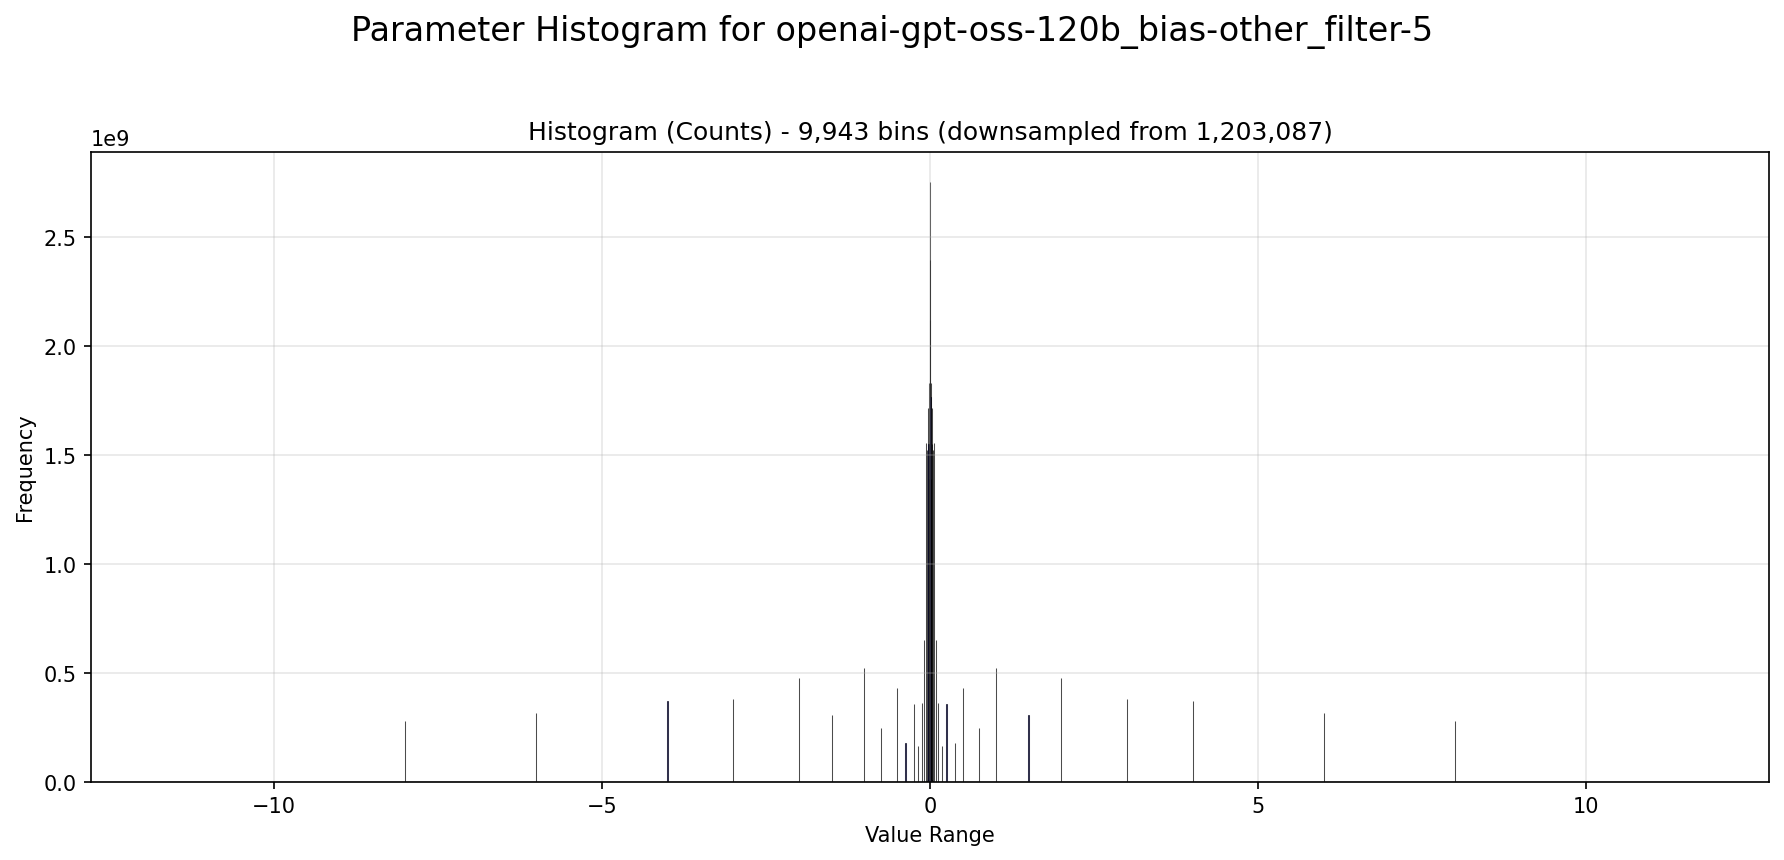 Parameter Histogram for openai-gpt-oss-120b_bias-other_filter-5
Histogram (Counts) - 9,943 bins (downsampled from 1,203,087)
1e9
2.5
2.0
1.5
1.0
0.5
0.0
Frequency
−10
−5
0
5
10
Value Range